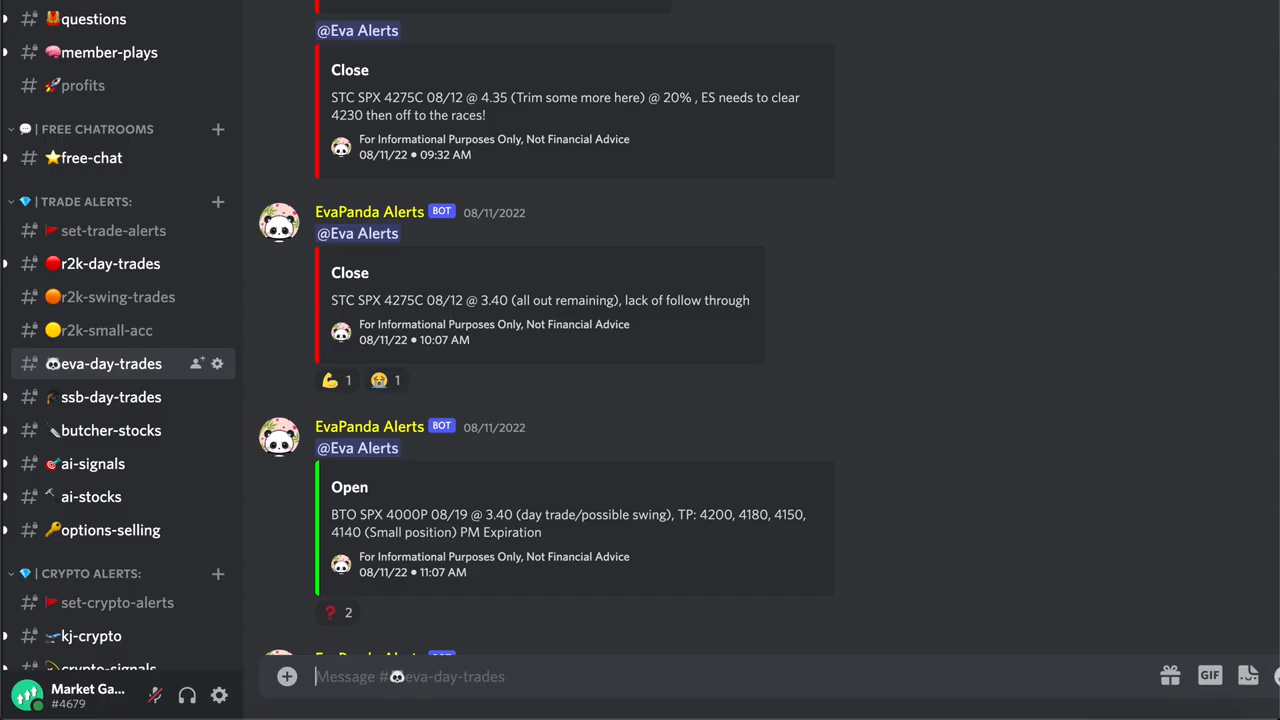 questions
member-plays
profits
| FREE CHATROOMS
free-chat
| TRADE ALERTS:
set-trade-alerts
r2k-day-trades
r2k-swing-trades
r2k-small-acc
eva-day-trades
ssb-day-trades
butcher-stocks
ai-signals
ai-stocks
options-selling
| CRYPTO ALERTS:
set-crypto-alerts
kj-crypto
crypto-signals
Market Ga...
#4679
@Eva Alerts
Close
STC SPX 4275C 08/12 @ 4.35 (Trim some more here) @ 20% , ES needs to clear
4230 then off to the races!
For Informational Purposes Only, Not Financial Advice
08/11/22 • 09:32 AM
EvaPanda Alerts BOT 08/11/2022
@Eva Alerts
Close
STC SPX 4275C 08/12 @ 3.40 (all out remaining), lack of follow through
For Informational Purposes Only, Not Financial Advice
08/11/22 • 10:07 AM
1 1
EvaPanda Alerts BOT 08/11/2022
@Eva Alerts
Open
BTO SPX 4000P 08/19 @ 3.40 (day trade/possible swing), TP: 4200, 4180, 4150,
4140 (Small position) PM Expiration
For Informational Purposes Only, Not Financial Advice
08/11/22 • 11:07 AM
2
EvaPanda Alerts
Message #eva-day-trades
GIF